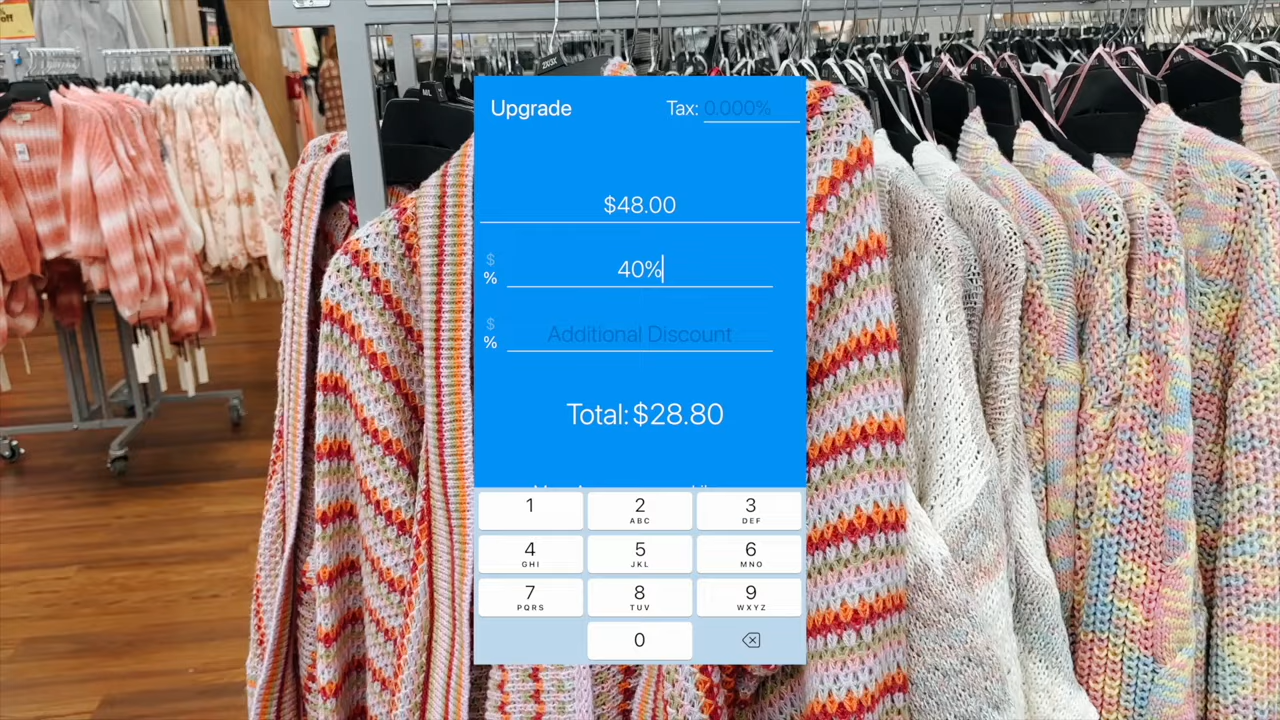 off
Upgrade
Tax: 0.000%
$48.00
$
%
40%
$
%
Additional Discount
Total: $28.80
1
2
ABC
3
DEF
4
GHI
5
JKL
6
MNO
7
PQRS
8
TUV
9
WXYZ
0
M/L
M/L
M/L